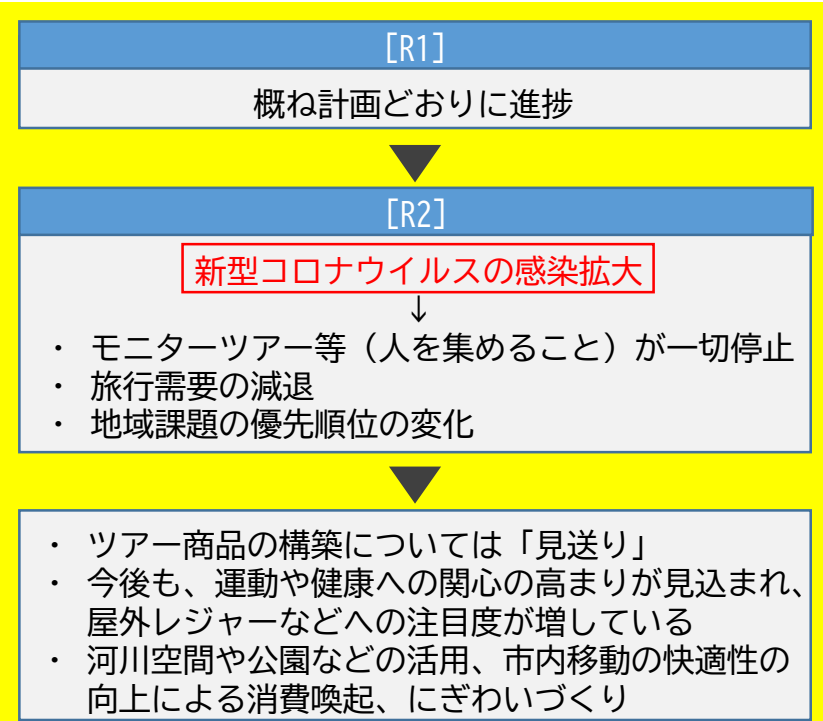 [R1]
概ね計画どおりに進捗
[R2]
新型コロナウイルスの感染拡大
↓
・ モニターツアー等（人を集めること）が一切停止
・ 旅行需要の減退
・ 地域課題の優先順位の変化
・ ツアー商品の構築については「見送り」
・ 今後も、運動や健康への関心の高まりが見込まれ、
屋外レジャーなどへの注目度が増している
・ 河川空間や公園などの活用、市内移動の快適性の
向上による消費喚起、にぎわいづくり